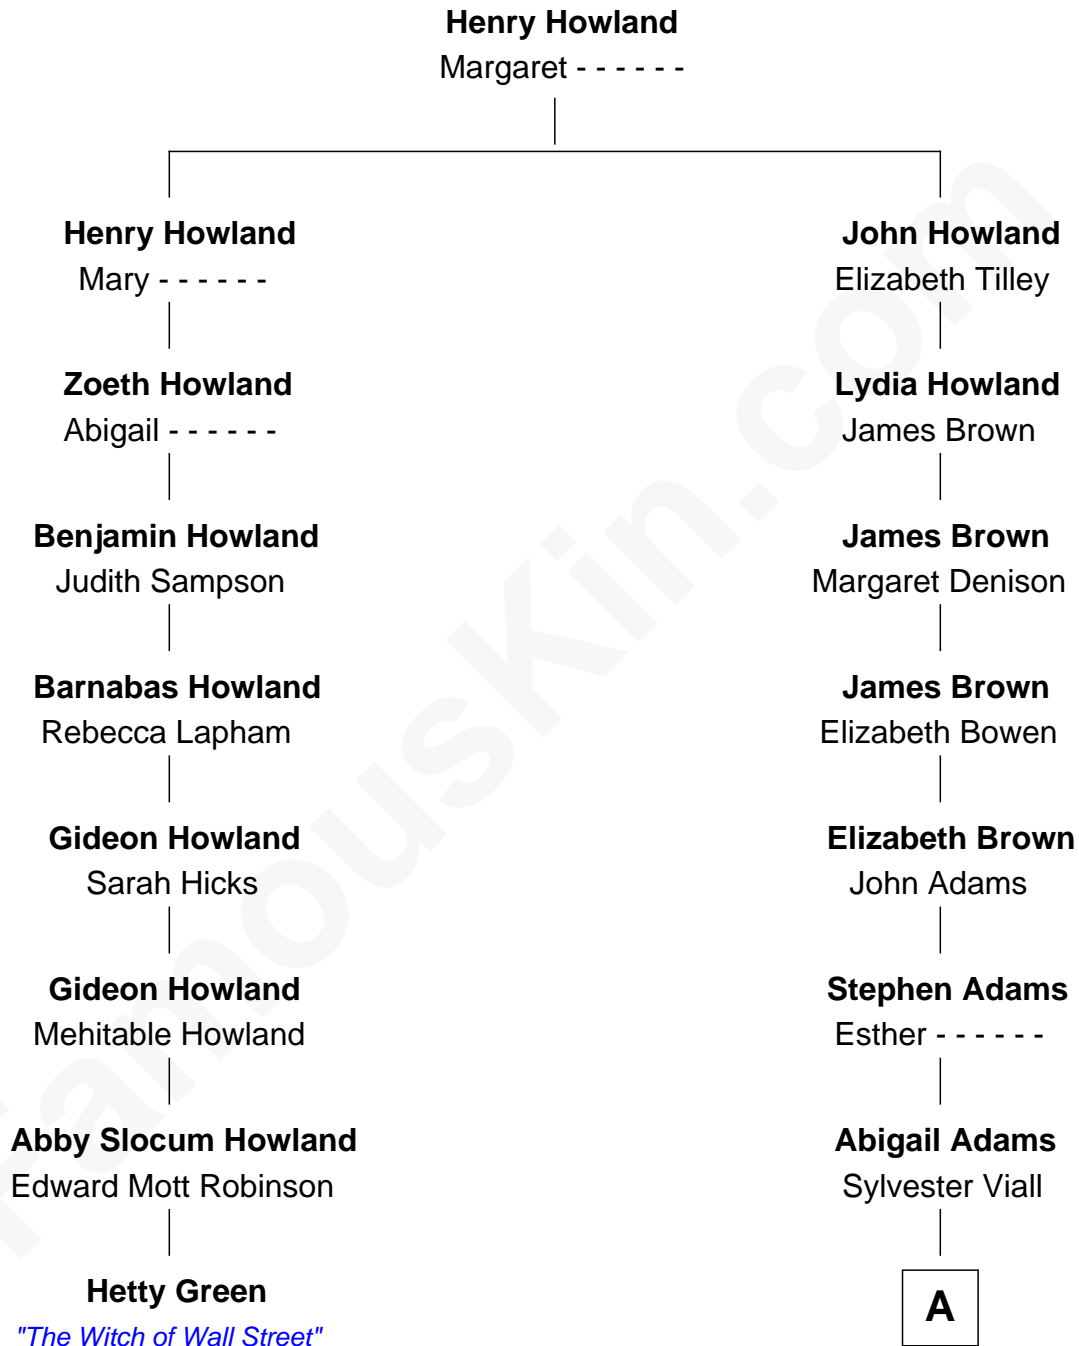 Henry Howland
Margaret - - - - - -
Henry Howland
Mary - - - - - -
Zoeth Howland
Abigail - - - - - -
Benjamin Howland
Judith Sampson
Barnabas Howland
Rebecca Lapham
Gideon Howland
Sarah Hicks
Gideon Howland
Mehitable Howland
Abby Slocum Howland
Edward Mott Robinson
Hetty Green
"The Witch of Wall Street"
John Howland
Elizabeth Tilley
Lydia Howland
James Brown
James Brown
Margaret Denison
James Brown
Elizabeth Bowen
Elizabeth Brown
John Adams
Stephen Adams
Esther - - - - - -
Abigail Adams
Sylvester Viall
A
FamousKin.com